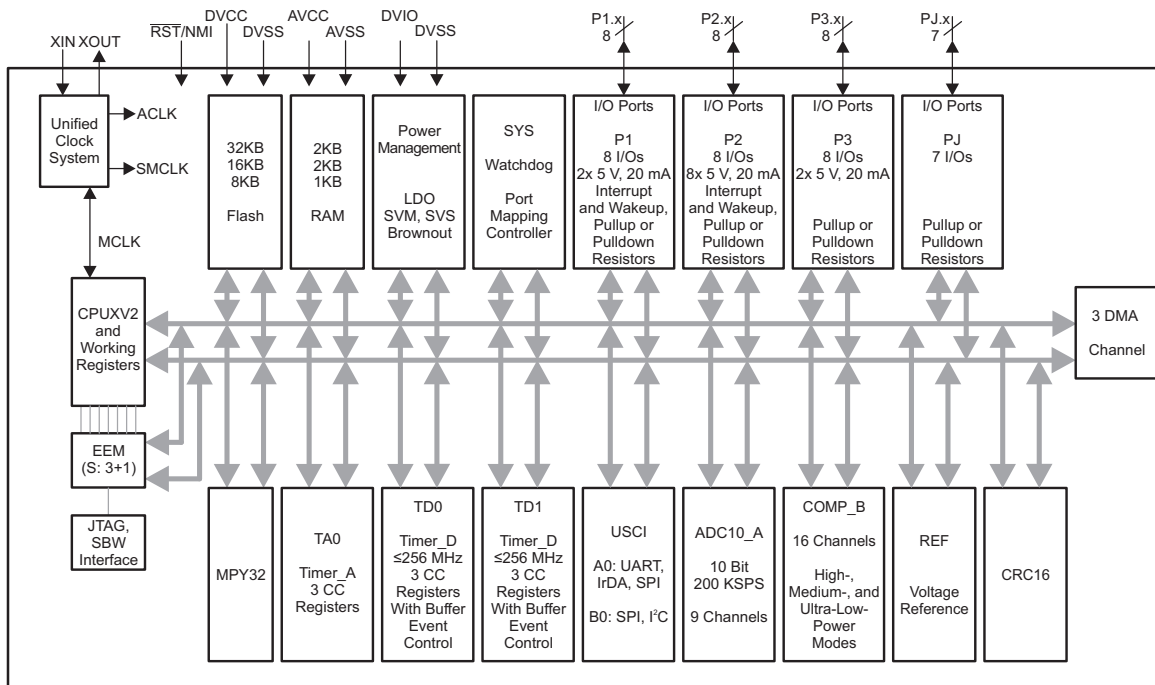 XIN XOUT
RST/NMI
DVCC
DVSS
AVCC
AVSS
DVIO
DVSS
P1.x
8
P2.x
8
P3.x
8
PJ.x
7
Unified
Clock
System
ACLK
SMCLK
MCLK
32KB
16KB
8KB
Flash
2KB
2KB
1KB
RAM
Power
Management
LDO
SVM, SVS
Brownout
SYS
Watchdog
Port
Mapping
Controller
I/O Ports
P1
8 I/Os
2x 5 V, 20 mA
Interrupt
and Wakeup,
Pullup or
Pulldown
Resistors
I/O Ports
P2
8 I/Os
8x 5 V, 20 mA
Interrupt
and Wakeup,
Pullup or
Pulldown
Resistors
I/O Ports
P3
8 I/Os
2x 5 V, 20 mA
Pullup or
Pulldown
Resistors
I/O Ports
PJ
7 I/Os
Pullup or
Pulldown
Resistors
CPUXV2
and
Working
Registers
3 DMA
Channel
EEM
(S: 3+1)
JTAG,
SBW
Interface
MPY32
TA0
Timer_A
3 CC
Registers
TD0
Timer_D
≤256 MHz
3 CC
Registers
With Buffer
Event
Control
TD1
Timer_D
≤256 MHz
3 CC
Registers
With Buffer
Event
Control
USCI
A0: UART,
IrDA, SPI
B0: SPI, I²C
ADC10_A
10 Bit
200 KSPS
9 Channels
COMP_B
16 Channels
High-,
Medium-, and
Ultra-Low-
Power
Modes
REF
Voltage
Reference
CRC16